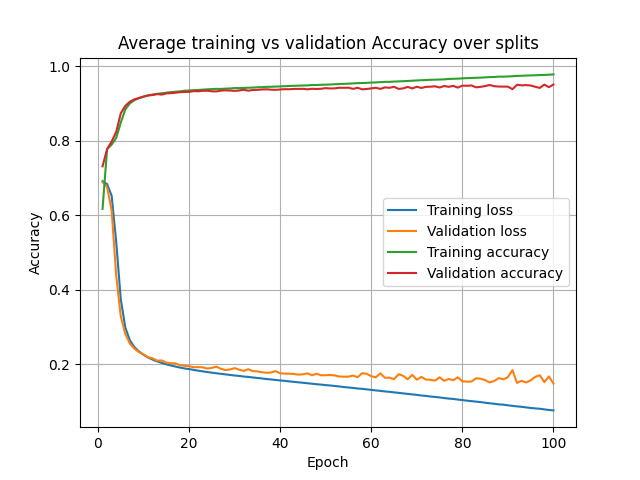 Average training vs validation Accuracy over splits
1.0
0.8
0.6
0.4
0.2
Accuracy
Training loss
Validation loss
Training accuracy
Validation accuracy
0 20 40 60 80 100
Epoch